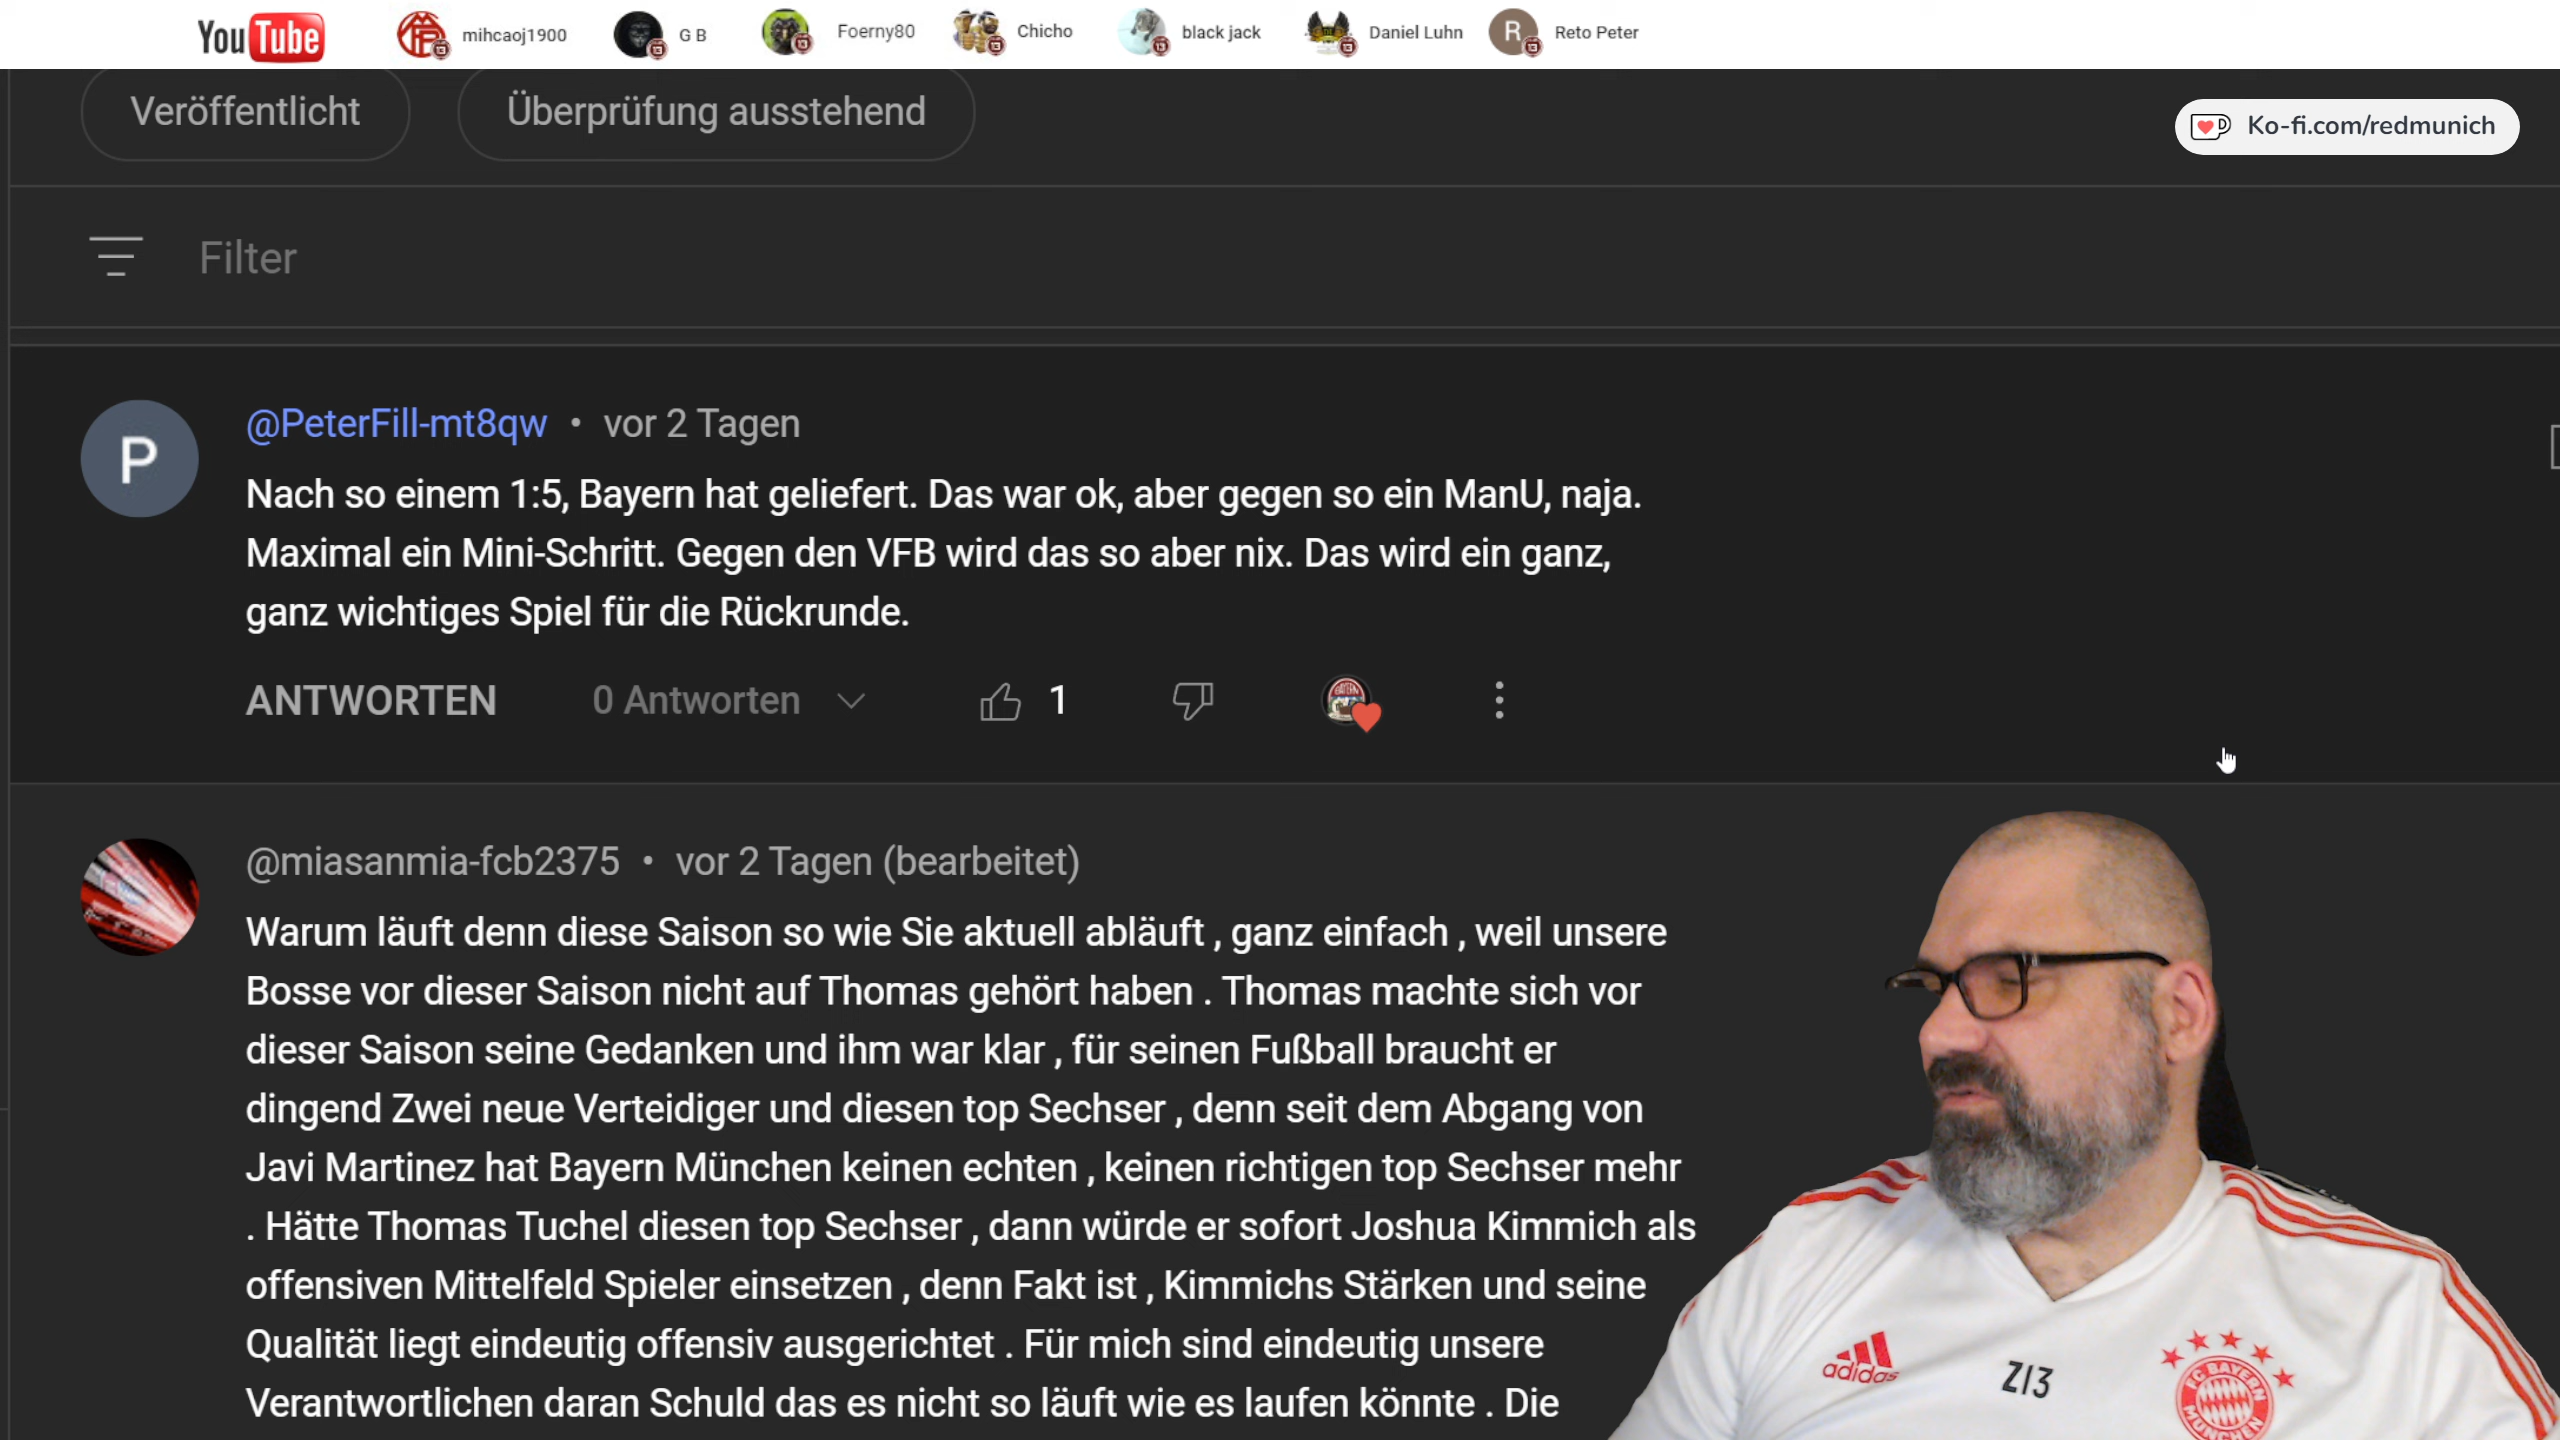 YouTube
mihcaoj1900
G B
Foerny80
Chicho
black jack
Daniel Luhn
R
Reto Peter
Veröffentlicht
Überprüfung ausstehend
Ko-fi.com/redmunich
Filter
P
@PeterFill-mt8qw • vor 2 Tagen
Nach so einem 1:5, Bayern hat geliefert. Das war ok, aber gegen so ein ManU, naja.
Maximal ein Mini-Schritt. Gegen den VFB wird das so aber nix. Das wird ein ganz,
ganz wichtiges Spiel für die Rückrunde.
ANTWORTEN
0 Antworten
1
@miasanmia-fcb2375 • vor 2 Tagen (bearbeitet)
Warum läuft denn diese Saison so wie Sie aktuell abläuft , ganz einfach , weil unsere
Bosse vor dieser Saison nicht auf Thomas gehört haben . Thomas machte sich vor
dieser Saison seine Gedanken und ihm war klar , für seinen Fußball braucht er
dingend Zwei neue Verteidiger und diesen top Sechser , denn seit dem Abgang von
Javi Martinez hat Bayern München keinen echten , keinen richtigen top Sechser mehr
. Hätte Thomas Tuchel diesen top Sechser , dann würde er sofort Joshua Kimmich als
offensiven Mittelfeld Spieler einsetzen , denn Fakt ist , Kimmichs Stärken und seine
Qualität liegt eindeutig offensiv ausgerichtet . Für mich sind eindeutig unsere
Verantwortlichen daran Schuld das es nicht so läuft wie es laufen könnte . Die
adidas
Z13
FC BAYERN
MÜNCHEN